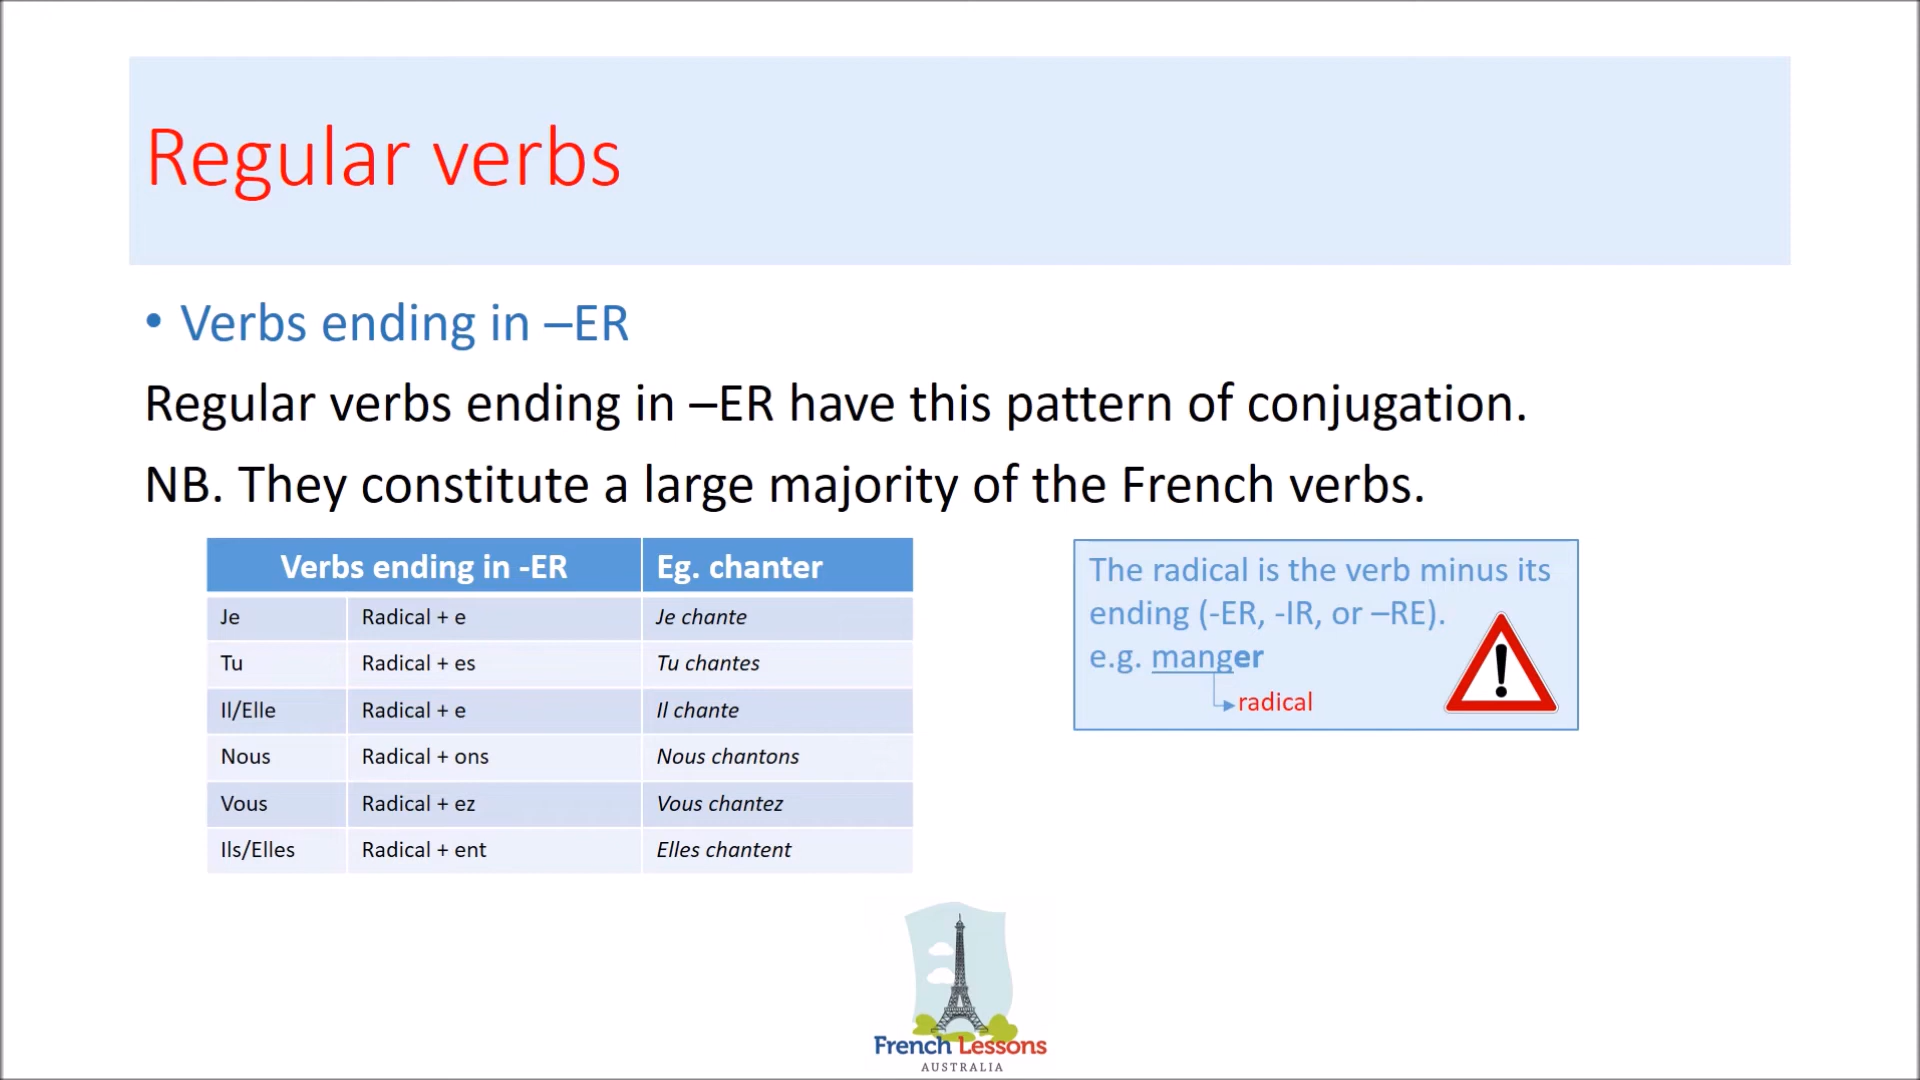 Regular verbs
• Verbs ending in –ER
Regular verbs ending in –ER have this pattern of conjugation.
NB. They constitute a large majority of the French verbs.
Verbs ending in -ER Eg. chanter
Je Radical + e Je chante
Tu Radical + es Tu chantes
Il/Elle Radical + e Il chante
Nous Radical + ons Nous chantons
Vous Radical + ez Vous chantez
Ils/Elles Radical + ent Elles chantent
The radical is the verb minus its
ending (-ER, -IR, or –RE).
e.g. manger
radical
French Lessons
AUSTRALIA